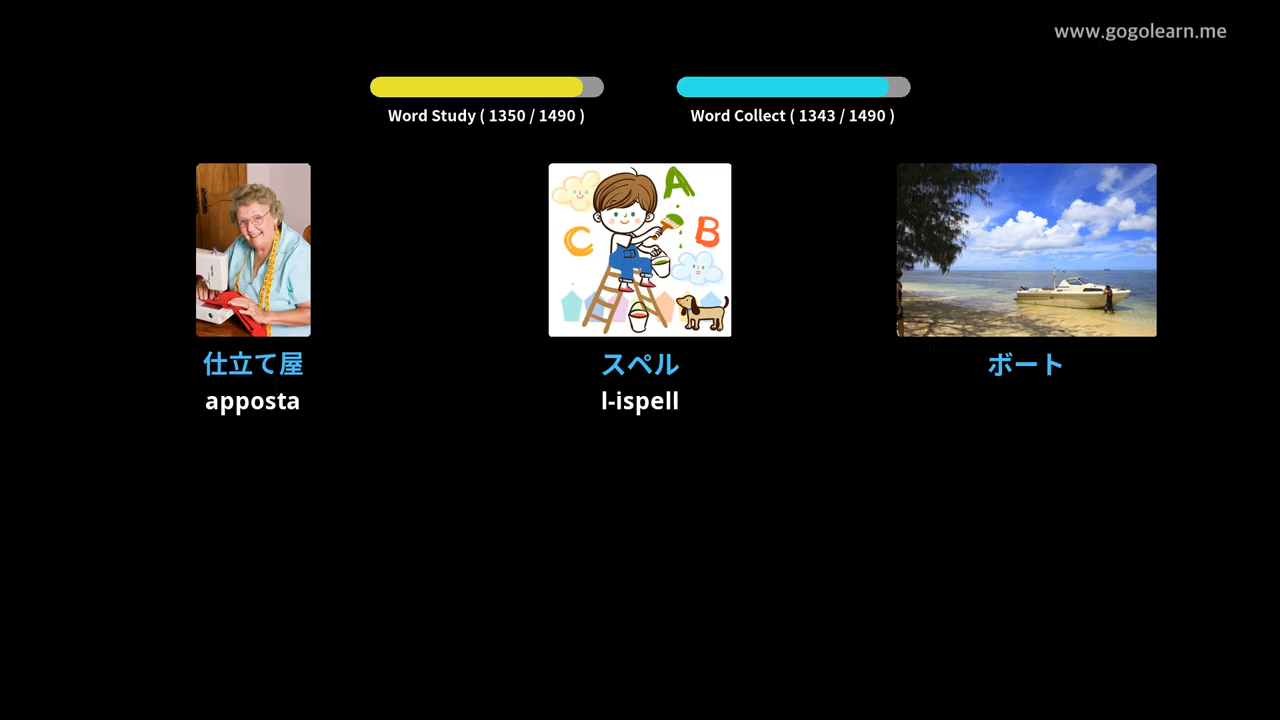 www.gogolearn.me
Word Study ( 1350 / 1490 )
Word Collect ( 1343 / 1490 )
A
B
C
仕立て屋
スペル
ボート
apposta
l-ispell